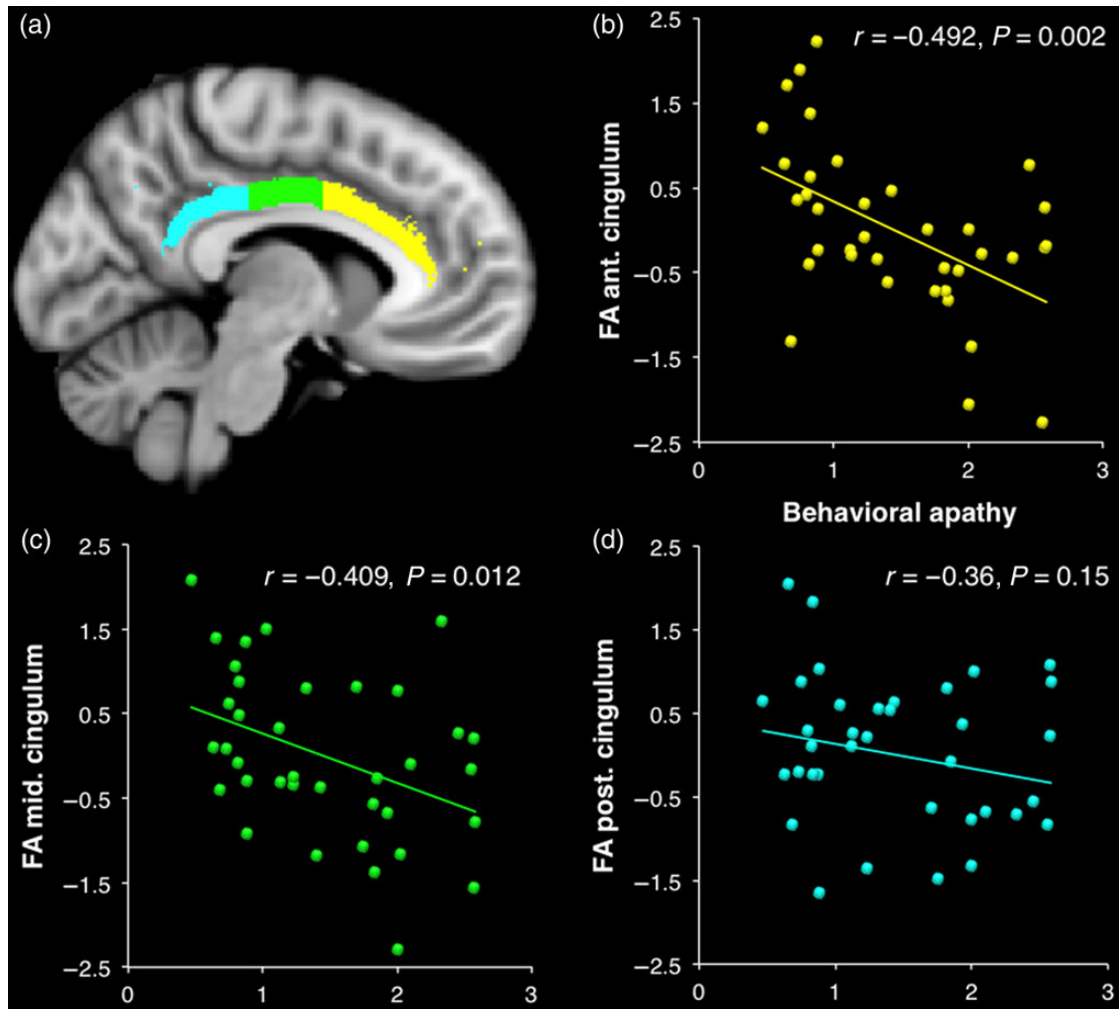 (a)
(b)
r = −0.492, P = 0.002
2.5
1.5
0.5
−0.5
−1.5
−2.5
FA ant. cingulum
0
1
2
3
Behavioral apathy
(c)
r = −0.409, P = 0.012
2.5
1.5
0.5
−0.5
−1.5
−2.5
FA mid. cingulum
0
1
2
3
(d)
r = −0.36, P = 0.15
2.5
1.5
0.5
−0.5
−1.5
−2.5
FA post. cingulum
0
1
2
3